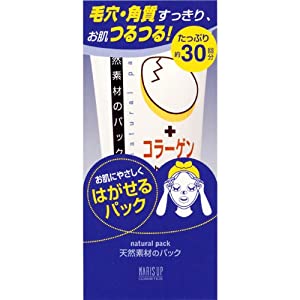 毛穴・角質すっきり、
お肌つるつる!
たっぷり
約30回分
natural pa
然素材のパック
+
コラーゲン
お肌にやさしく
はがせる
パック
natural pack
天然素材のパック
MARISUP
COSMETICS